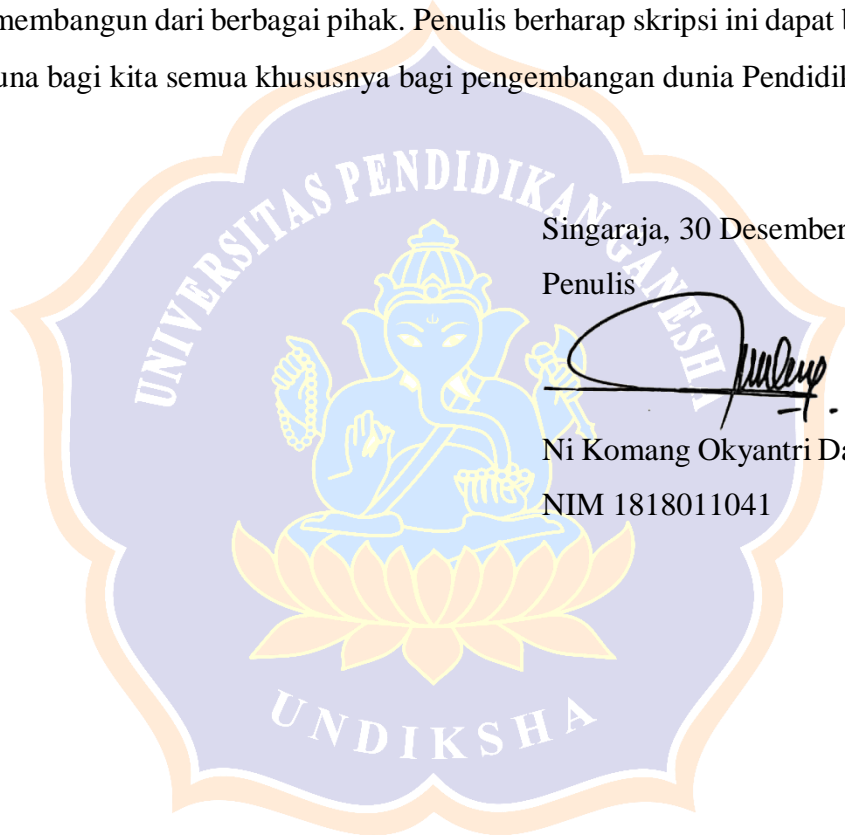 membangun dari berbagai pihak. Penulis berharap skripsi ini dapat
una bagi kita semua khususnya bagi pengembangan dunia Pendidik
UNIVERSITAS PENDIDIKAN GANESHA
Singaraja, 30 Desember
Penulis
Ni Komang Okyantri Da
NIM 1818011041
UNDIKSHA